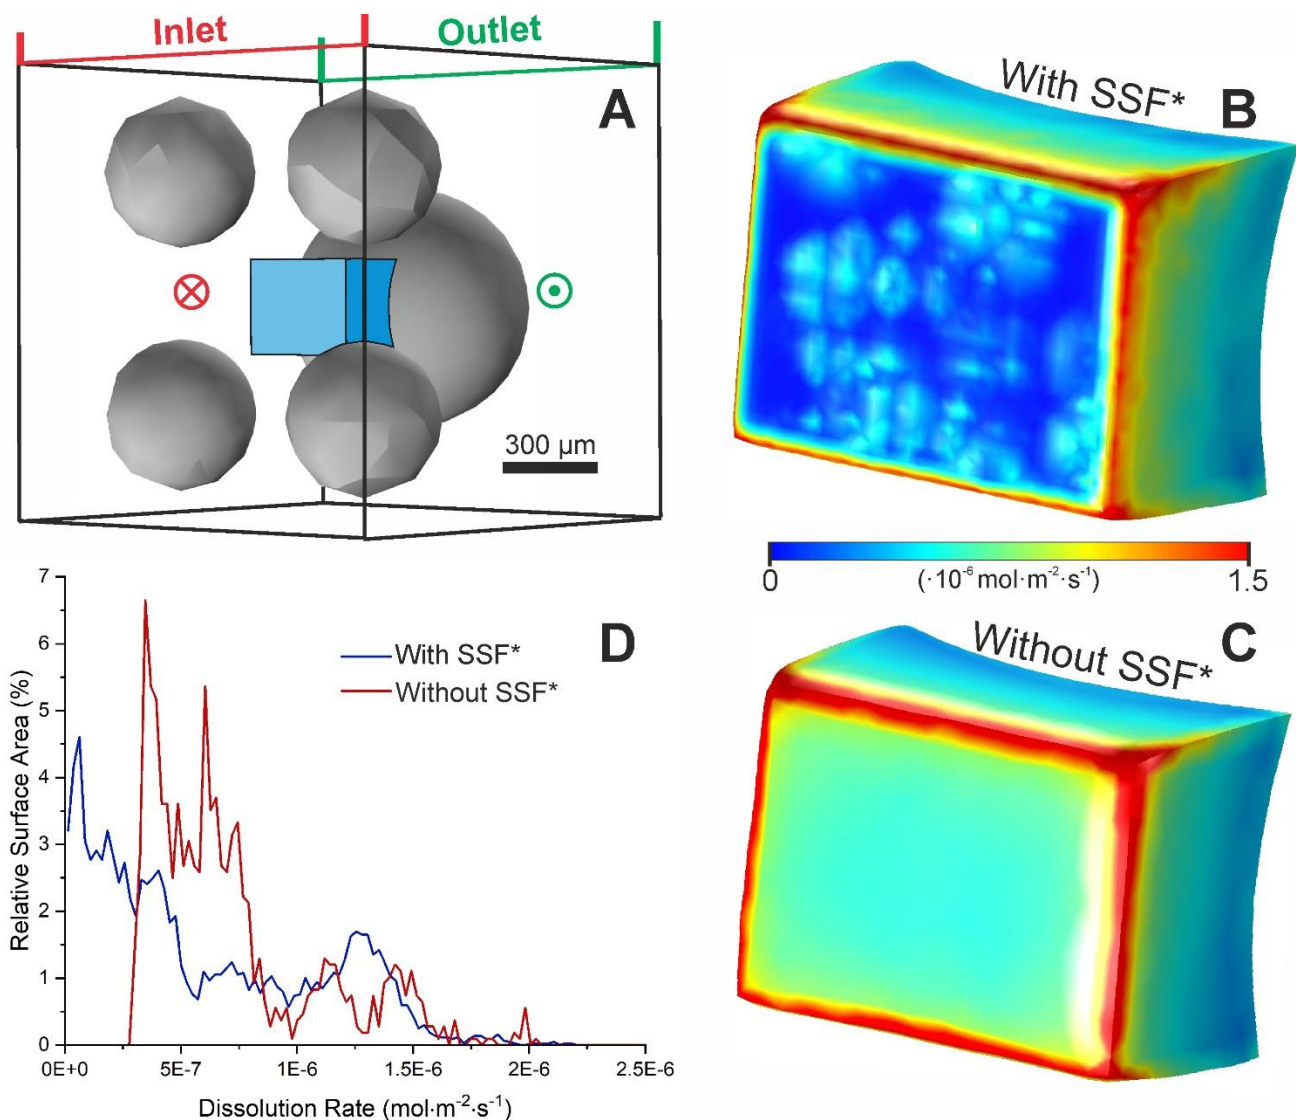 Inlet
Outlet
A
300 µm
With SSF*
B
0
(·10⁻⁶ mol·m⁻²·s⁻¹)
1.5
Without SSF*
C
D
With SSF*
Without SSF*
Relative Surface Area (%)
7
6
5
4
3
2
1
0
0E+0
5E-7
1E-6
1.5E-6
2E-6
2.5E-6
Dissolution Rate (mol·m⁻²·s⁻¹)